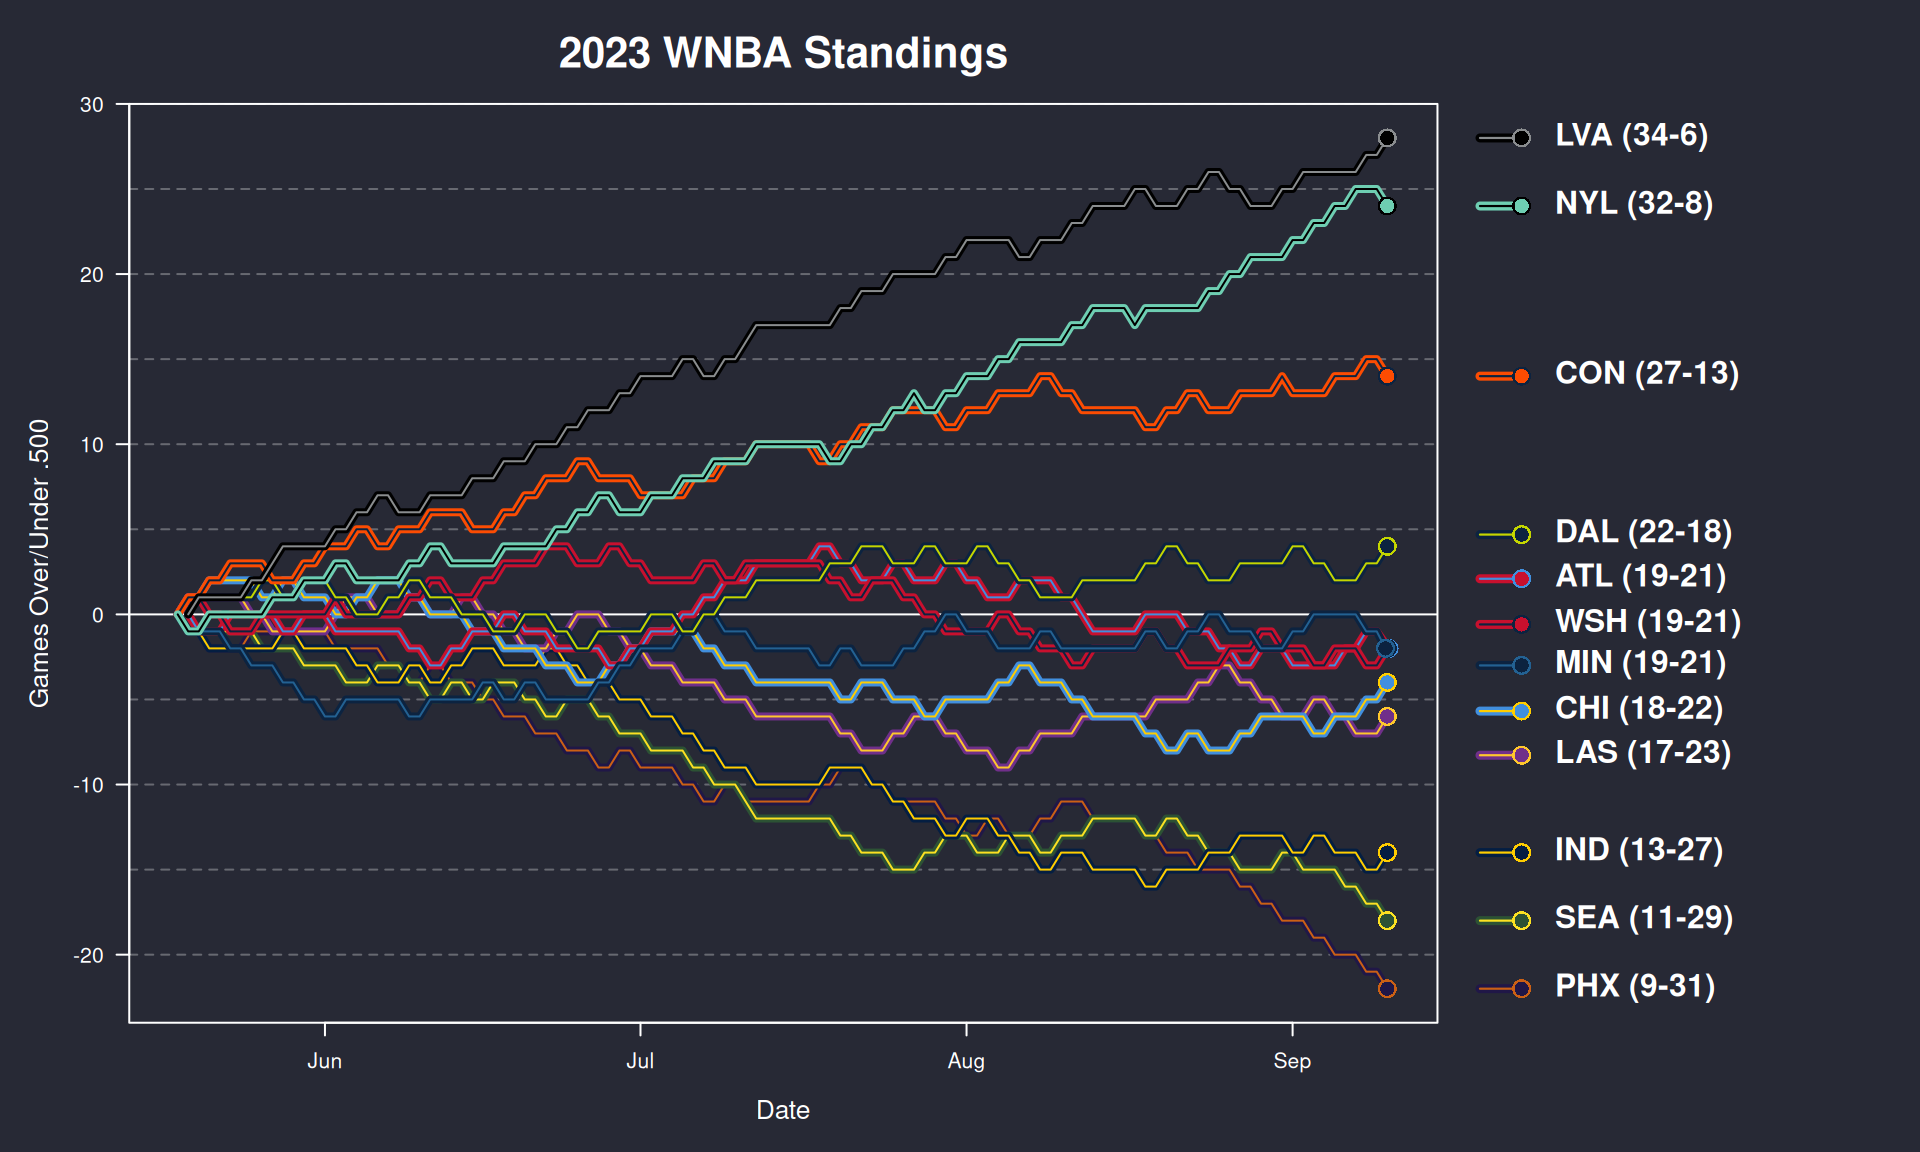 2023 WNBA Standings
30
20
10
0
-10
-20
Games Over/Under .500
Jun
Jul
Aug
Sep
Date
LVA (34-6)
NYL (32-8)
CON (27-13)
DAL (22-18)
ATL (19-21)
WSH (19-21)
MIN (19-21)
CHI (18-22)
LAS (17-23)
IND (13-27)
SEA (11-29)
PHX (9-31)